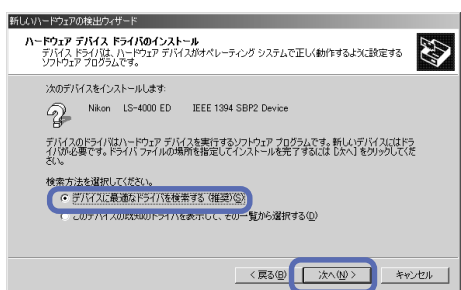 新しいハードウェアの検出ウィザード
ハードウェア デバイス ドライバのインストール
デバイス ドライバは、ハードウェア デバイスがオペレーティング システムで正しく動作するように設定する
ソフトウェア プログラムです。
次のデバイスをインストールします:
Nikon LS-4000 ED IEEE 1394 SBP2 Device
デバイスのドライバはハードウェア デバイスを実行するソフトウェア プログラムです。新しいデバイスにはドラ
イバが必要です。ドライバ ファイルの場所を指定してインストールを完了するには [次へ] をクリックしてくだ
さい。
検索方法を選択してください。
デバイスに最適なドライバを検索する (推奨)(S)
このデバイスの既知のドライバを表示して、その一覧から選択する(D)
< 戻る(B)
次へ(N) >
キャンセル